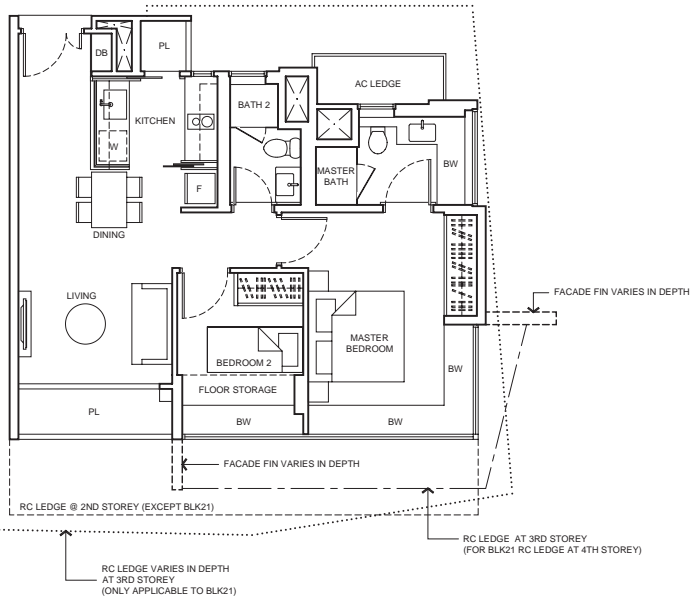 DB
PL
AC LEDGE
BATH 2
KITCHEN
W
MASTER
BATH
BW
F
DINING
LIVING
FACADE FIN VARIES IN DEPTH
MASTER
BEDROOM
BEDROOM 2
BW
FLOOR STORAGE
PL
BW
BW
FACADE FIN VARIES IN DEPTH
RC LEDGE @ 2ND STOREY (EXCEPT BLK21)
RC LEDGE AT 3RD STOREY
(FOR BLK21 RC LEDGE AT 4TH STOREY)
RC LEDGE VARIES IN DEPTH
AT 3RD STOREY
(ONLY APPLICABLE TO BLK21)